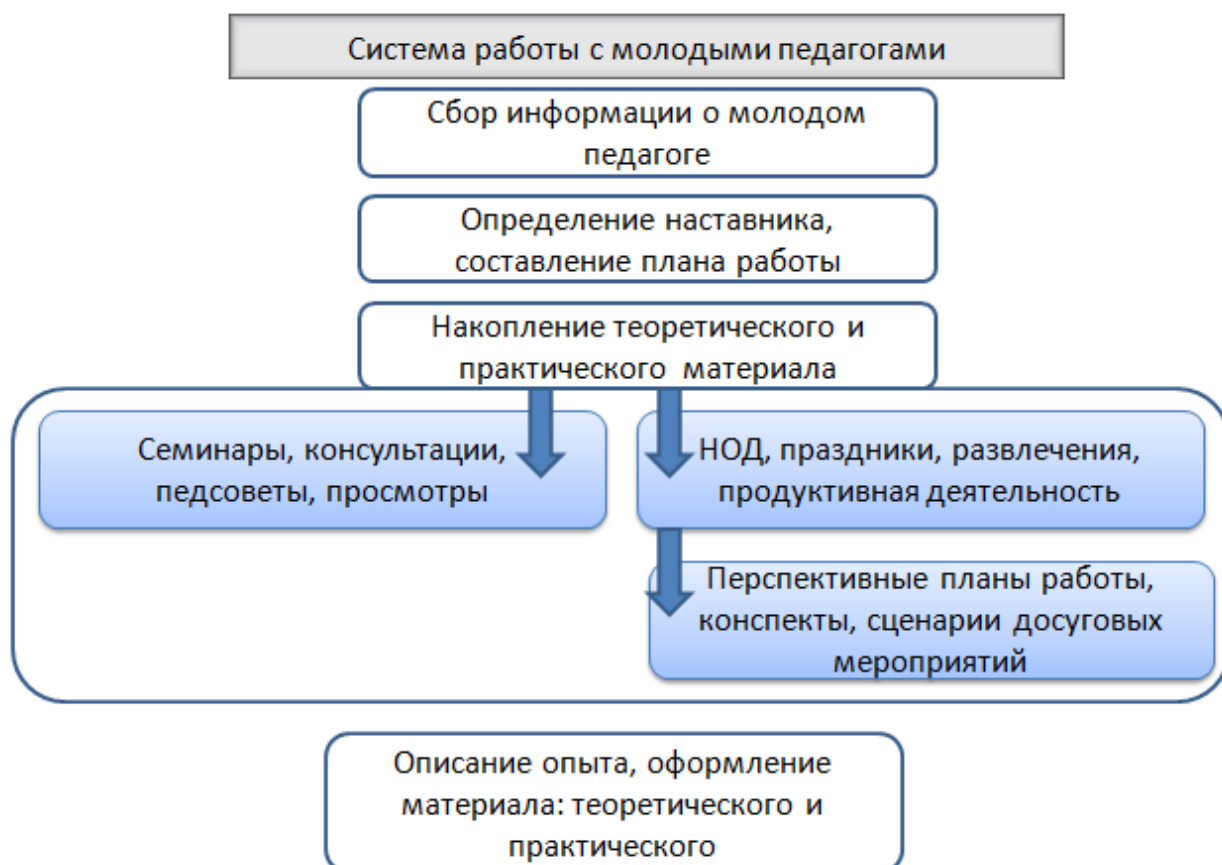 Система работы с молодыми педагогами
Сбор информации о молодом
педагоге
Определение наставника,
составление плана работы
Накопление теоретического и
практического материала
Семинары, консультации,
педсоветы, просмотры
НОД, праздники, развлечения,
продуктивная деятельность
Перспективные планы работы,
конспекты, сценарии досуговых
мероприятий
Описание опыта, оформление
материала: теоретического и
практического